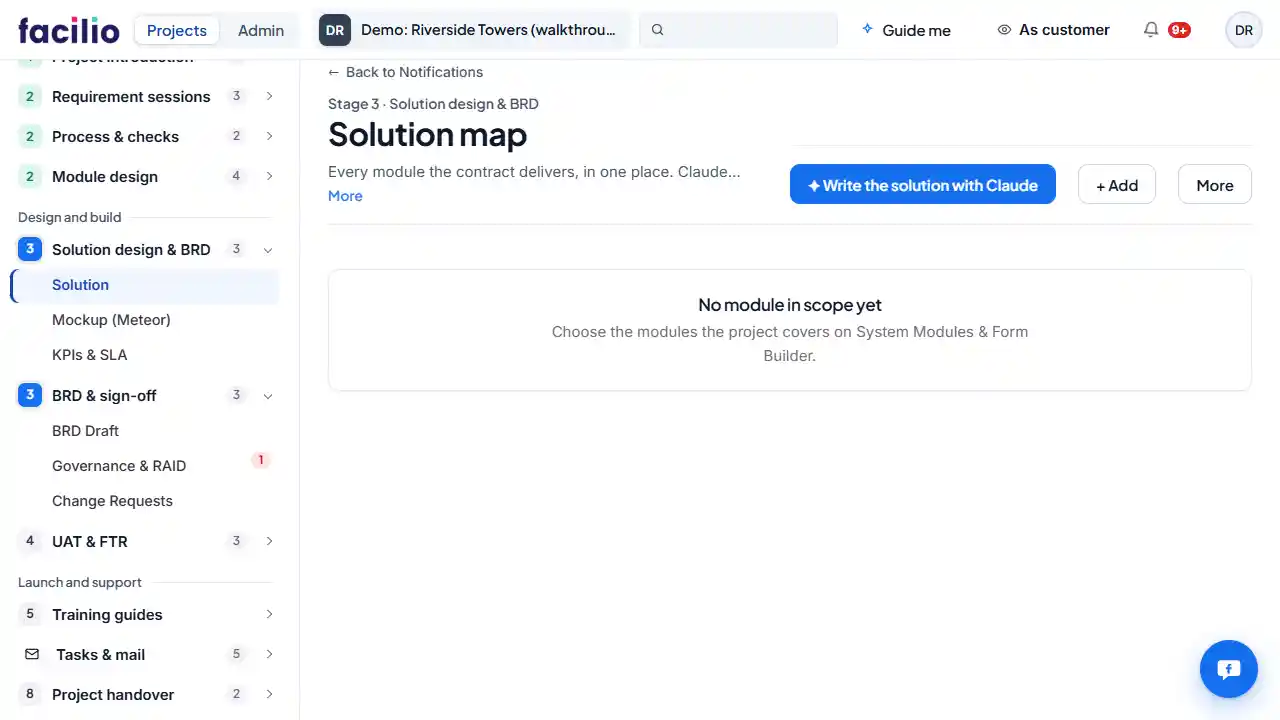 facilio
Projects
Admin
DR
Demo: Riverside Towers (walkthrou...
Guide me
As customer
9+
DR
1 Project introduction
2 Requirement sessions 3
2 Process & checks 2
2 Module design 4
Design and build
3 Solution design & BRD 3
Solution
Mockup (Meteor)
KPIs & SLA
3 BRD & sign-off 3
BRD Draft
Governance & RAID 1
Change Requests
4 UAT & FTR 3
Launch and support
5 Training guides
Tasks & mail 5
8 Project handover 2
← Back to Notifications
Stage 3 · Solution design & BRD
Solution map
Every module the contract delivers, in one place. Claude...
More
Write the solution with Claude
+ Add
More
No module in scope yet
Choose the modules the project covers on System Modules & Form
Builder.